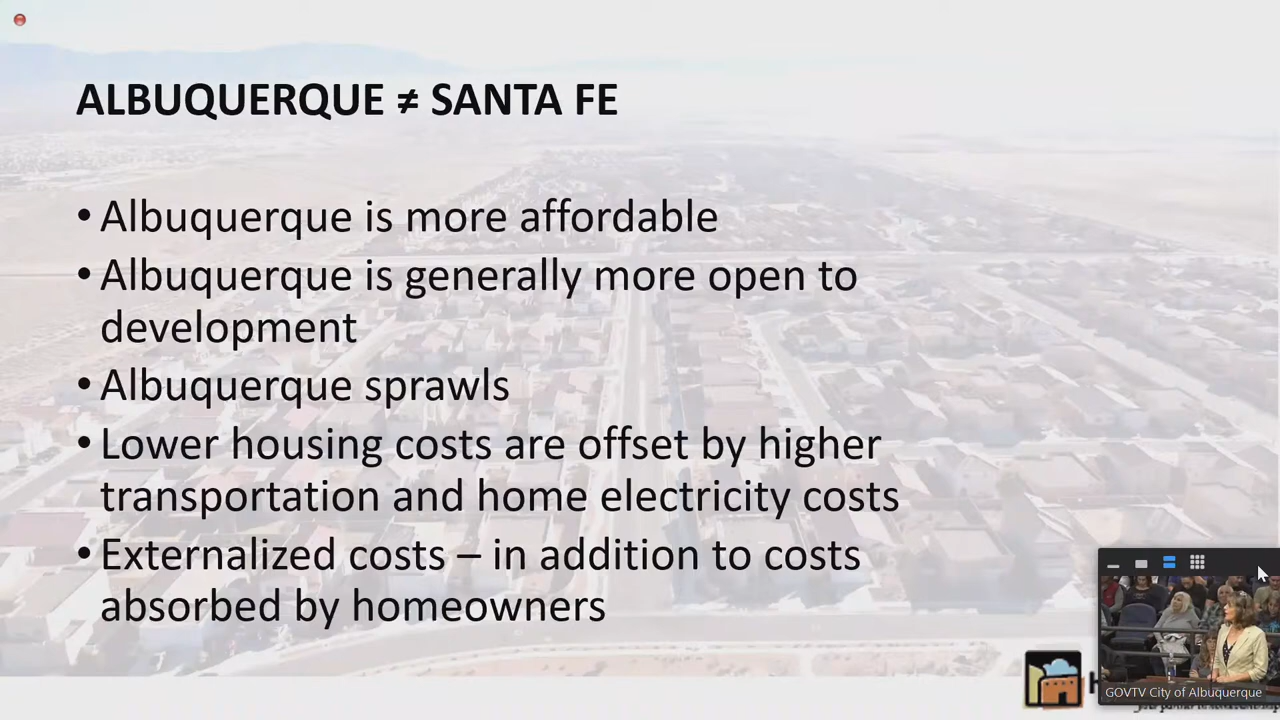 ALBUQUERQUE ≠ SANTA FE
• Albuquerque is more affordable
• Albuquerque is generally more open to
development
• Albuquerque sprawls
• Lower housing costs are offset by higher
transportation and home electricity costs
• Externalized costs – in addition to costs
absorbed by homeowners
GOVTV City of Albuquerque